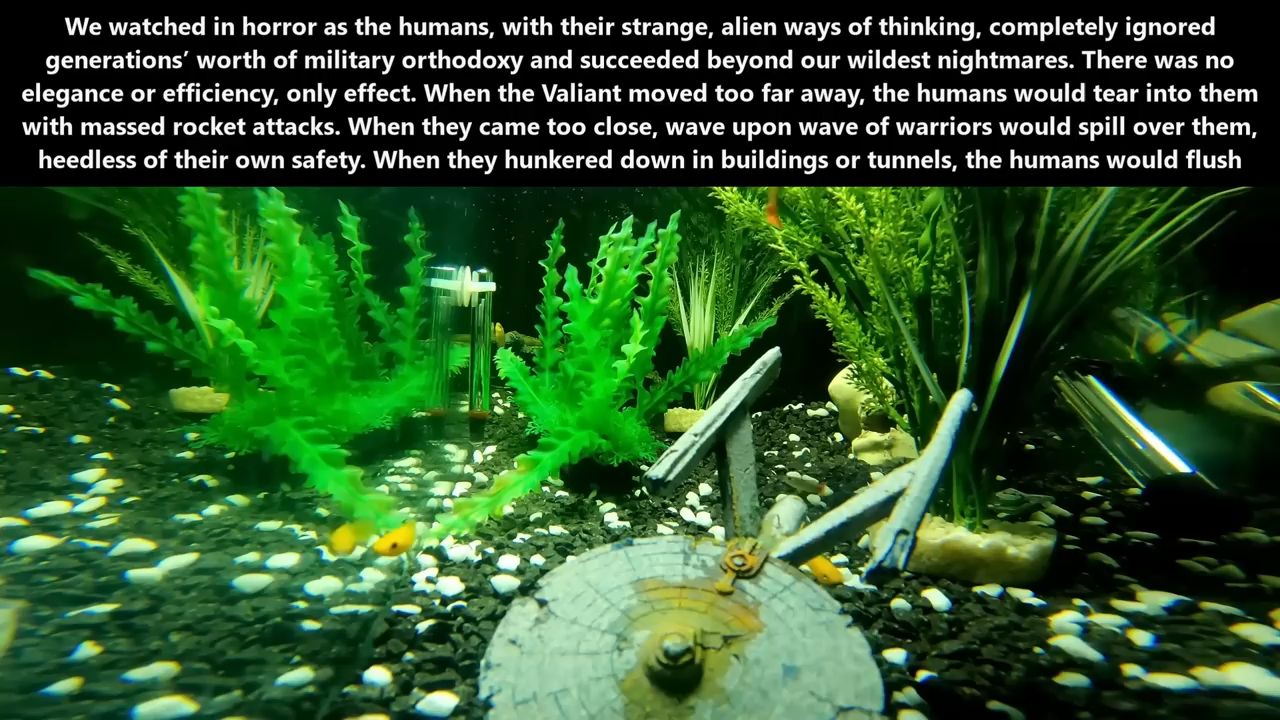 We watched in horror as the humans, with their strange, alien ways of thinking, completely ignored
generations’ worth of military orthodoxy and succeeded beyond our wildest nightmares. There was no
elegance or efficiency, only effect. When the Valiant moved too far away, the humans would tear into them
with massed rocket attacks. When they came too close, wave upon wave of warriors would spill over them,
heedless of their own safety. When they hunkered down in buildings or tunnels, the humans would flush